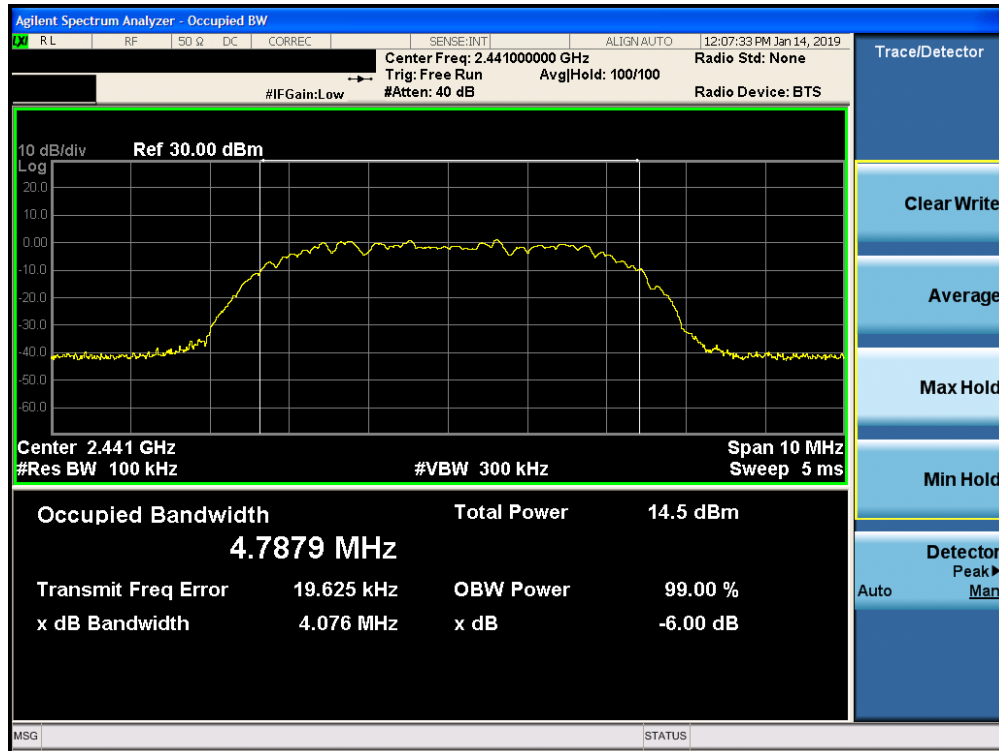 Agilent Spectrum Analyzer - Occupied BW
LXI RL RF 50 Ω DC CORREC SENSE:INT ALIGN AUTO 12:07:33 PM Jan 14, 2019
Center Freq: 2.441000000 GHz Radio Std: None
Trig: Free Run Avg|Hold: 100/100
#IFGain:Low #Atten: 40 dB Radio Device: BTS
10 dB/div Ref 30.00 dBm
Log
20.0
10.0
0.00
-10.0
-20.0
-30.0
-40.0
-50.0
-60.0
Center 2.441 GHz Span 10 MHz
#Res BW 100 kHz #VBW 300 kHz Sweep 5 ms
Occupied Bandwidth Total Power 14.5 dBm
4.7879 MHz
Transmit Freq Error 19.625 kHz OBW Power 99.00 %
x dB Bandwidth 4.076 MHz x dB -6.00 dB
Trace/Detector
Clear Write
Average
Max Hold
Min Hold
Detector
Peak▶
Auto Man
MSG STATUS